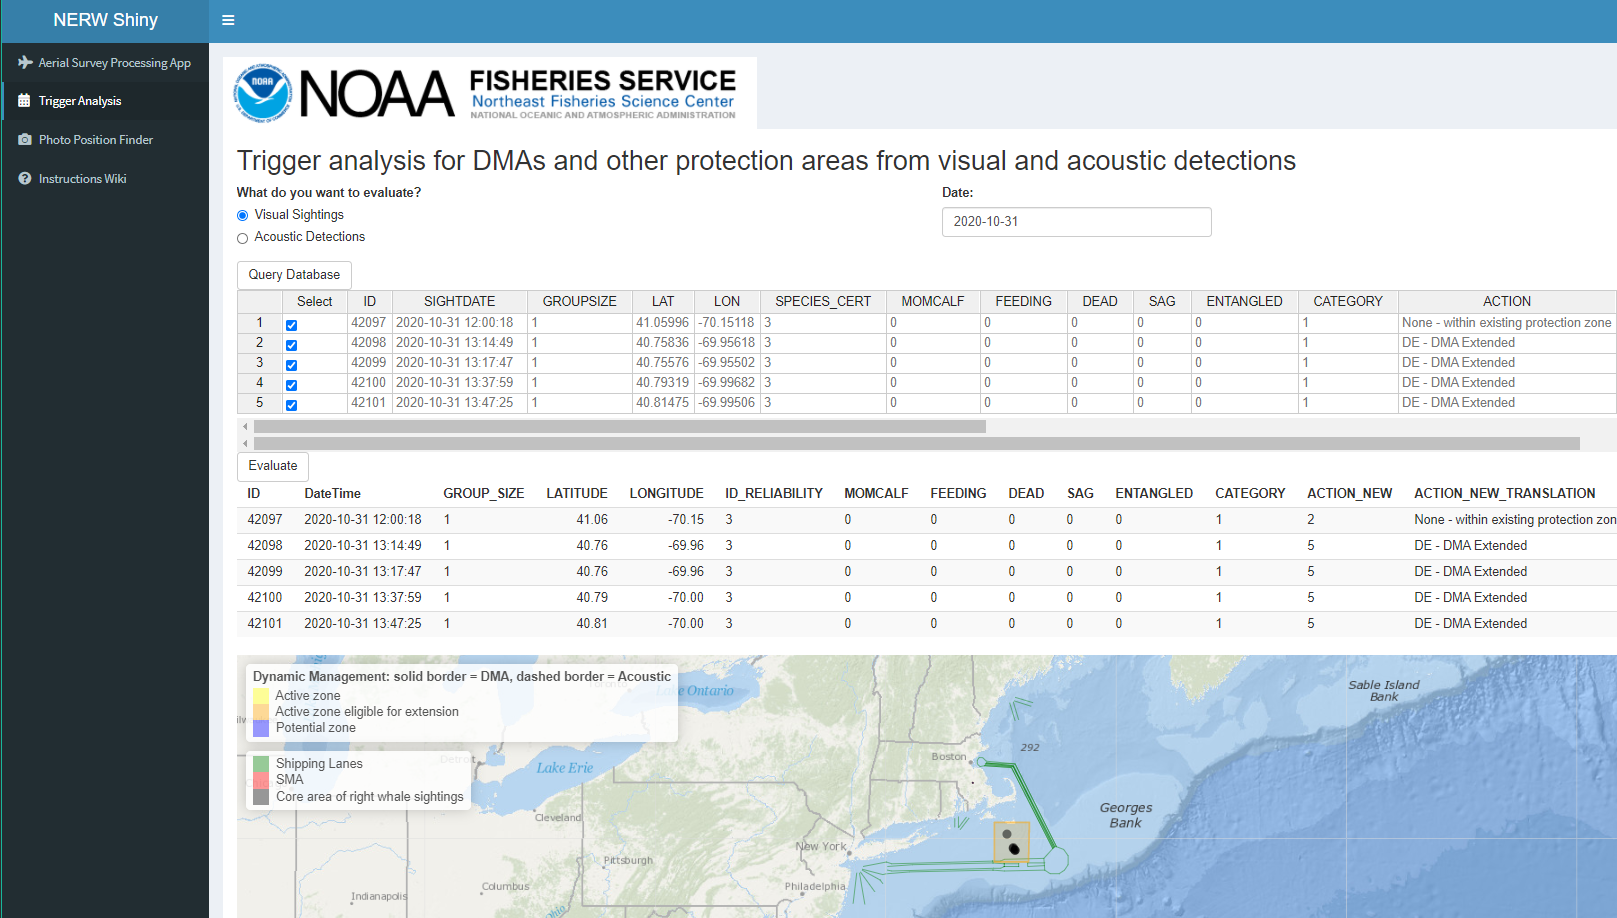 NERW Shiny
Aerial Survey Processing App
Trigger Analysis
Photo Position Finder
Instructions Wiki
NOAA
NOAA FISHERIES SERVICE
Northeast Fisheries Science Center
NATIONAL OCEANIC AND ATMOSPHERIC ADMINISTRATION
Trigger analysis for DMAs and other protection areas from visual and acoustic detections
What do you want to evaluate?
Visual Sightings
Acoustic Detections
Date:
2020-10-31
Query Database
Select ID SIGHTDATE GROUPSIZE LAT LON SPECIES_CERT MOMCALF FEEDING DEAD SAG ENTANGLED CATEGORY ACTION
1 42097 2020-10-31 12:00:18 1 41.05996 -70.15118 3 0 0 0 0 0 1 None - within existing protection zone
2 42098 2020-10-31 13:14:49 1 40.75836 -69.95618 3 0 0 0 0 0 1 DE - DMA Extended
3 42099 2020-10-31 13:17:47 1 40.75576 -69.95502 3 0 0 0 0 0 1 DE - DMA Extended
4 42100 2020-10-31 13:37:59 1 40.79319 -69.99682 3 0 0 0 0 0 1 DE - DMA Extended
5 42101 2020-10-31 13:47:25 1 40.81475 -69.99506 3 0 0 0 0 0 1 DE - DMA Extended
Evaluate
ID DateTime GROUP_SIZE LATITUDE LONGITUDE ID_RELIABILITY MOMCALF FEEDING DEAD SAG ENTANGLED CATEGORY ACTION_NEW ACTION_NEW_TRANSLATION
42097 2020-10-31 12:00:18 1 41.06 -70.15 3 0 0 0 0 0 1 2 None - within existing protection zon
42098 2020-10-31 13:14:49 1 40.76 -69.96 3 0 0 0 0 0 1 5 DE - DMA Extended
42099 2020-10-31 13:17:47 1 40.76 -69.96 3 0 0 0 0 0 1 5 DE - DMA Extended
42100 2020-10-31 13:37:59 1 40.79 -70.00 3 0 0 0 0 0 1 5 DE - DMA Extended
42101 2020-10-31 13:47:25 1 40.81 -70.00 3 0 0 0 0 0 1 5 DE - DMA Extended
Dynamic Management: solid border = DMA, dashed border = Acoustic
Active zone
Active zone eligible for extension
Potential zone
Shipping Lanes
SMA
Core area of right whale sightings
Lake Ontario
Sable Island
Bank
292
Boston
Detroit
Lake Erie
Georges
Bank
Cleveland
New York
Pittsburgh
Columbus
Philadelphia
Indianapolis
Ohio